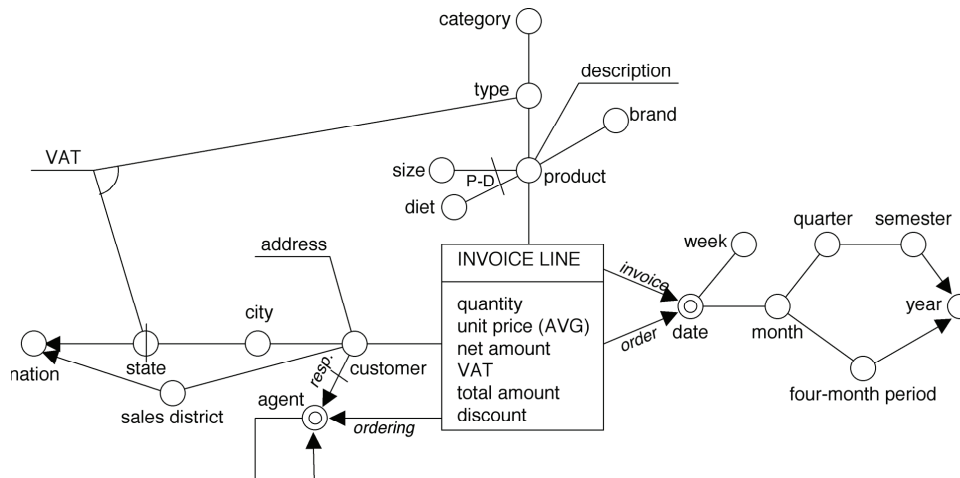 category
description
type
brand
VAT
size
product
P-D
diet
quarter
semester
address
week
INVOICE LINE
invoice
quantity
unit price (AVG)
net amount
VAT
total amount
discount
city
order
date
month
year
nation
state
customer
resp.
four-month period
sales district
agent
ordering